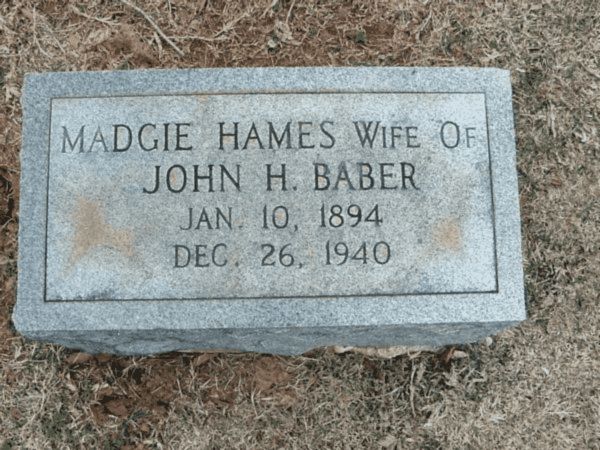 MADGIE HAMES WIFE OF
JOHN H. BABER
JAN. 10, 1894
DEC. 26, 1940